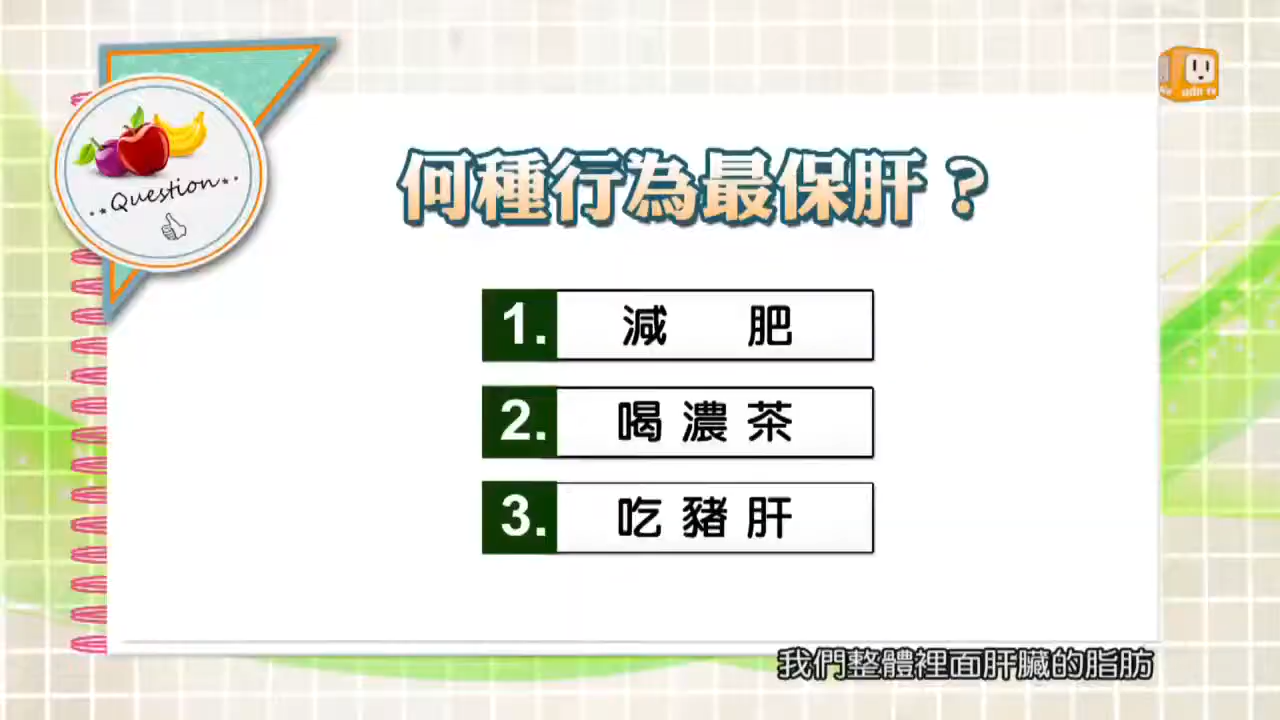 Question
何種行為最保肝？
1. 減肥
2. 喝濃茶
3. 吃豬肝
我們整體裡面肝臟的脂肪